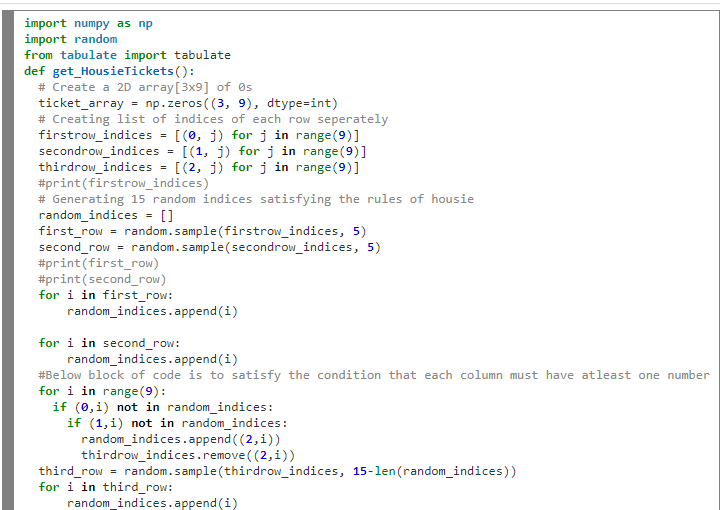 import numpy as np
import random
from tabulate import tabulate
def get_HousieTickets():
  # Create a 2D array[3x9] of 0s
  ticket_array = np.zeros((3, 9), dtype=int)
  # Creating list of indices of each row seperately
  firstrow_indices = [(0, j) for j in range(9)]
  secondrow_indices = [(1, j) for j in range(9)]
  thirdrow_indices = [(2, j) for j in range(9)]
  #print(firstrow_indices)
  # Generating 15 random indices satisfying the rules of housie
  random_indices = []
  first_row = random.sample(firstrow_indices, 5)
  second_row = random.sample(secondrow_indices, 5)
  #print(first_row)
  #print(second_row)
  for i in first_row:
      random_indices.append(i)

  for i in second_row:
      random_indices.append(i)
  #Below block of code is to satisfy the condition that each column must have atleast one number
  for i in range(9):
    if (0,i) not in random_indices:
      if (1,i) not in random_indices:
        random_indices.append((2,i))
        thirdrow_indices.remove((2,i))
  third_row = random.sample(thirdrow_indices, 15-len(random_indices))
  for i in third_row:
      random_indices.append(i)